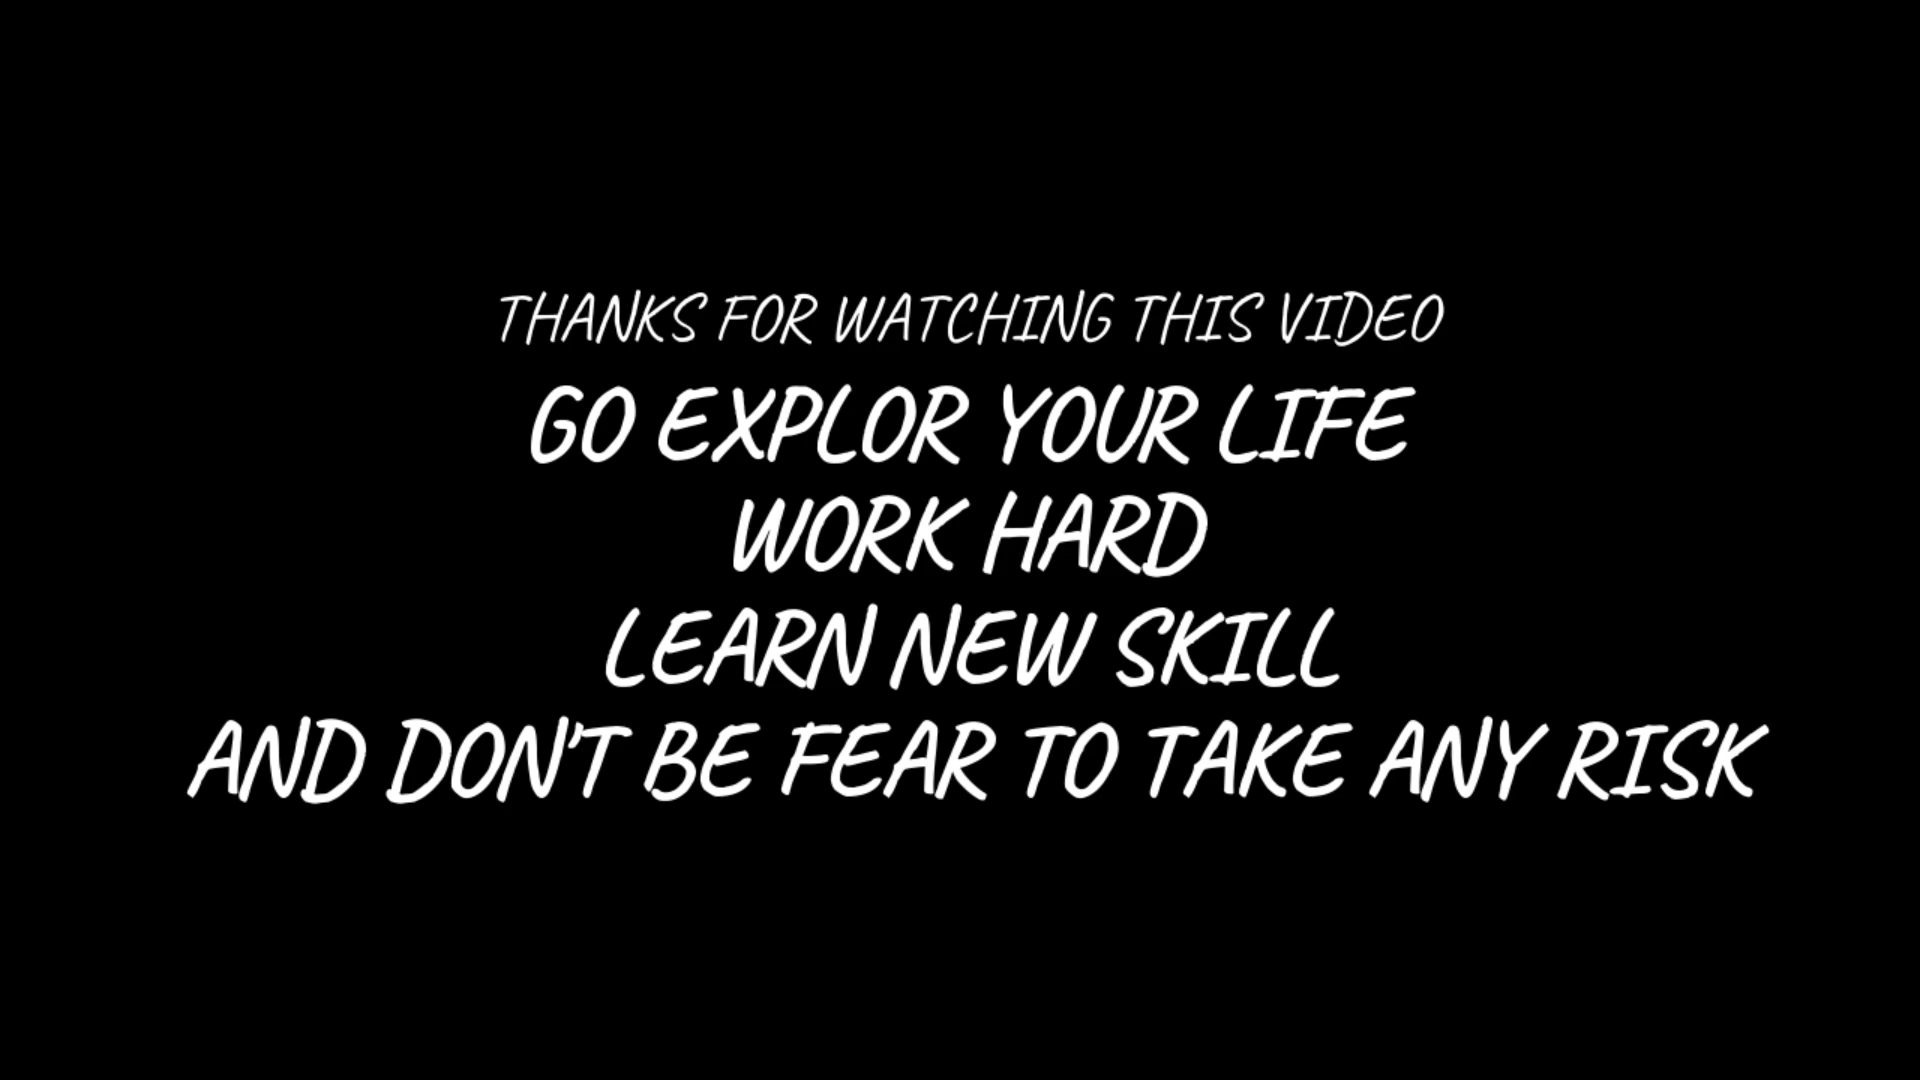 THANKS FOR WATCHING THIS VIDEO
GO EXPLOR YOUR LIFE
WORK HARD
LEARN NEW SKILL
AND DON'T BE FEAR TO TAKE ANY RISK